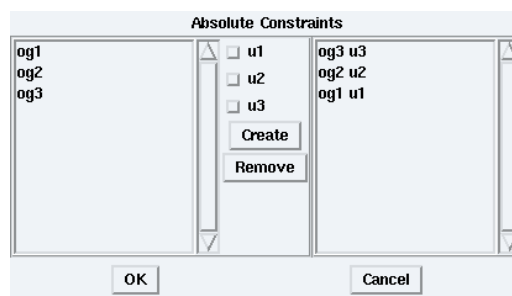 Absolute Constraints
og1
og2
og3
u1
u2
u3
Create
Remove
og3 u3
og2 u2
og1 u1
OK
Cancel